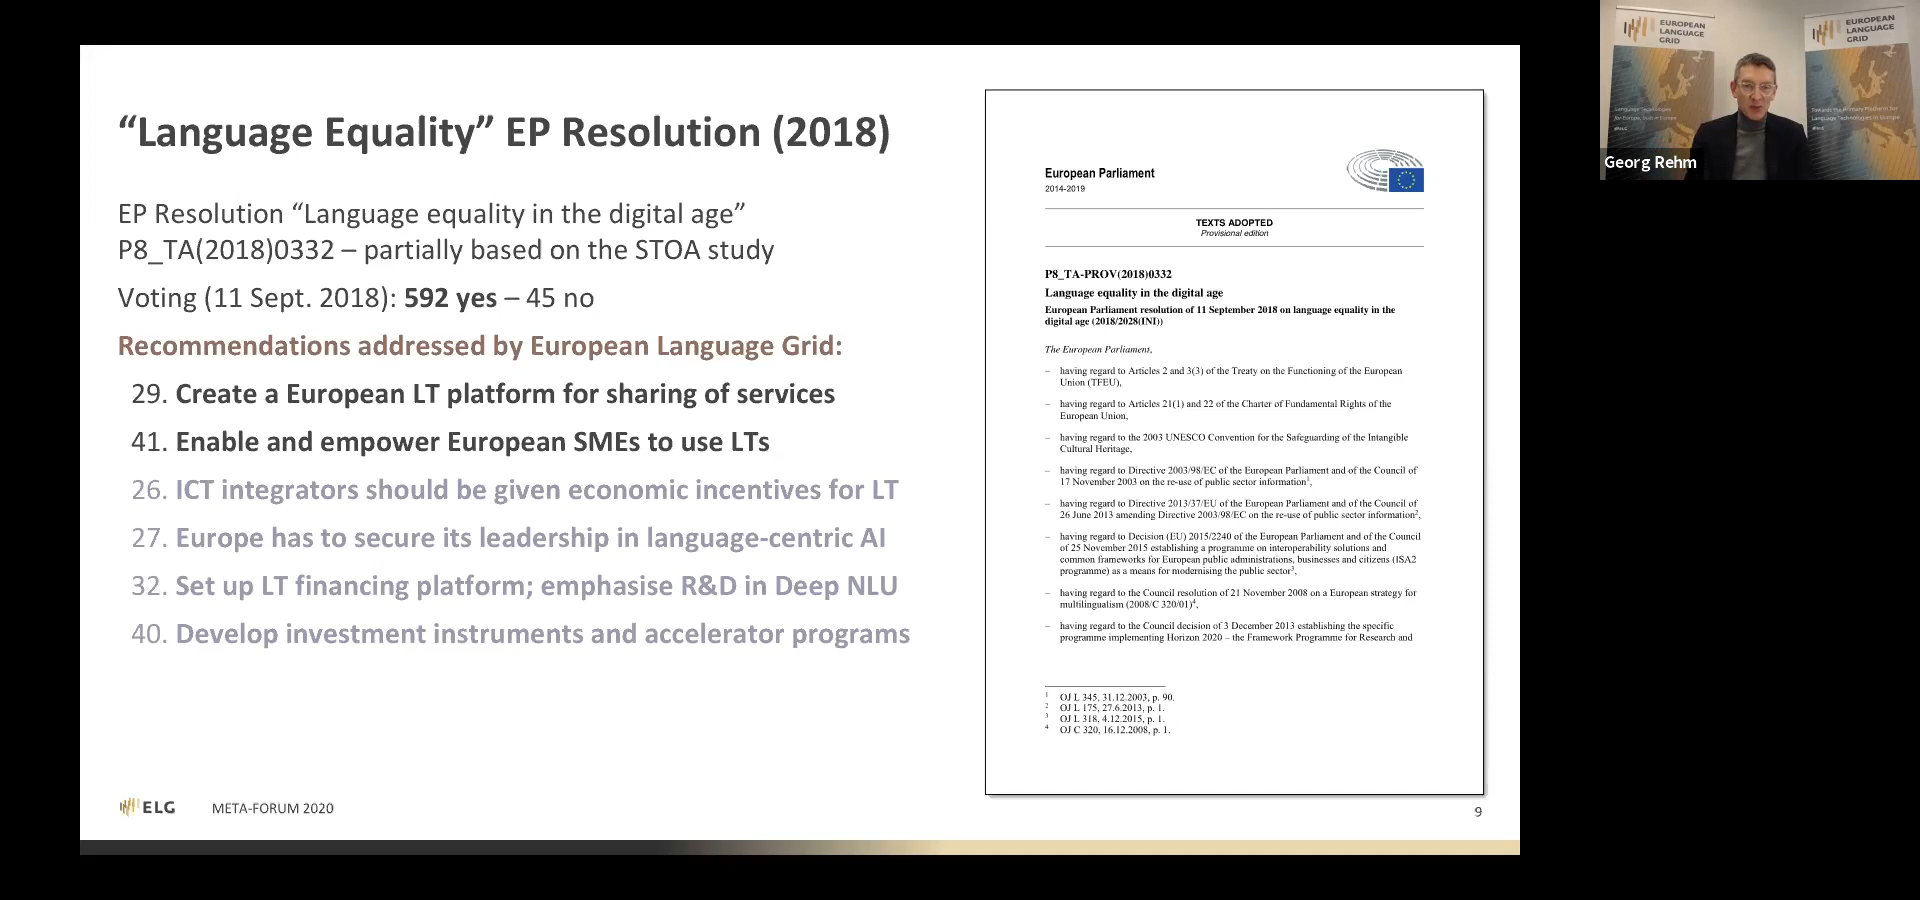 “Language Equality” EP Resolution (2018)
EP Resolution “Language equality in the digital age”
P8_TA(2018)0332 – partially based on the STOA study
Voting (11 Sept. 2018): 592 yes – 45 no
Recommendations addressed by European Language Grid:
29. Create a European LT platform for sharing of services
41. Enable and empower European SMEs to use LTs
26. ICT integrators should be given economic incentives for LT
27. Europe has to secure its leadership in language-centric AI
32. Set up LT financing platform; emphasise R&D in Deep NLU
40. Develop investment instruments and accelerator programs
ELG
META-FORUM 2020
European Parliament
2014-2019
TEXTS ADOPTED
Provisional edition
P8_TA-PROV(2018)0332
Language equality in the digital age
European Parliament resolution of 11 September 2018 on language equality in the
digital age (2018/2028(INI))
The European Parliament,
– having regard to Articles 2 and 3(3) of the Treaty on the Functioning of the European
Union (TFEU),
– having regard to Articles 21(1) and 22 of the Charter of Fundamental Rights of the
European Union,
– having regard to the 2003 UNESCO Convention for the Safeguarding of the Intangible
Cultural Heritage,
– having regard to Directive 2003/98/EC of the European Parliament and of the Council of
17 November 2003 on the re-use of public sector information¹,
– having regard to Directive 2013/37/EU of the European Parliament and of the Council of
26 June 2013 amending Directive 2003/98/EC on the re-use of public sector information²,
– having regard to Decision (EU) 2015/2240 of the European Parliament and of the Council
of 25 November 2015 establishing a programme on interoperability solutions and
common frameworks for European public administrations, businesses and citizens (ISA2
programme) as a means for modernising the public sector³,
– having regard to the Council resolution of 21 November 2008 on a European strategy for
multilingualism (2008/C 320/01)⁴,
– having regard to the Council decision of 3 December 2013 establishing the specific
programme implementing Horizon 2020 – the Framework Programme for Research and
1 OJ L 345, 31.12.2003, p. 90.
2 OJ L 175, 27.6.2013, p. 1.
3 OJ L 318, 4.12.2015, p. 1.
4 OJ C 320, 16.12.2008, p. 1.
9
EUROPEAN
LANGUAGE
GRID
Language Technologies
for Europe, built in Europe
EUROPEAN
LANGUAGE
GRID
Towards the Primary Platform for
Language Technologies in Europe
Georg Rehm